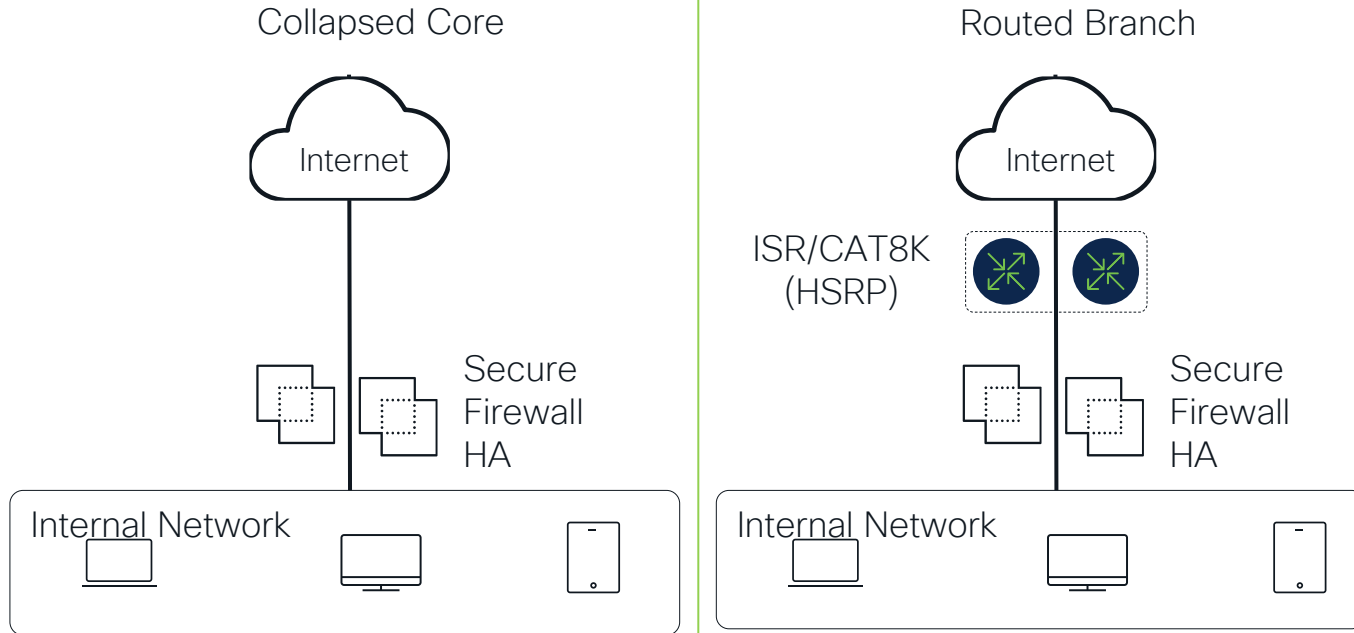 Collapsed Core
Internet
Secure
Firewall
HA
Internal Network
Routed Branch
Internet
ISR/CAT8K
(HSRP)
Secure
Firewall
HA
Internal Network